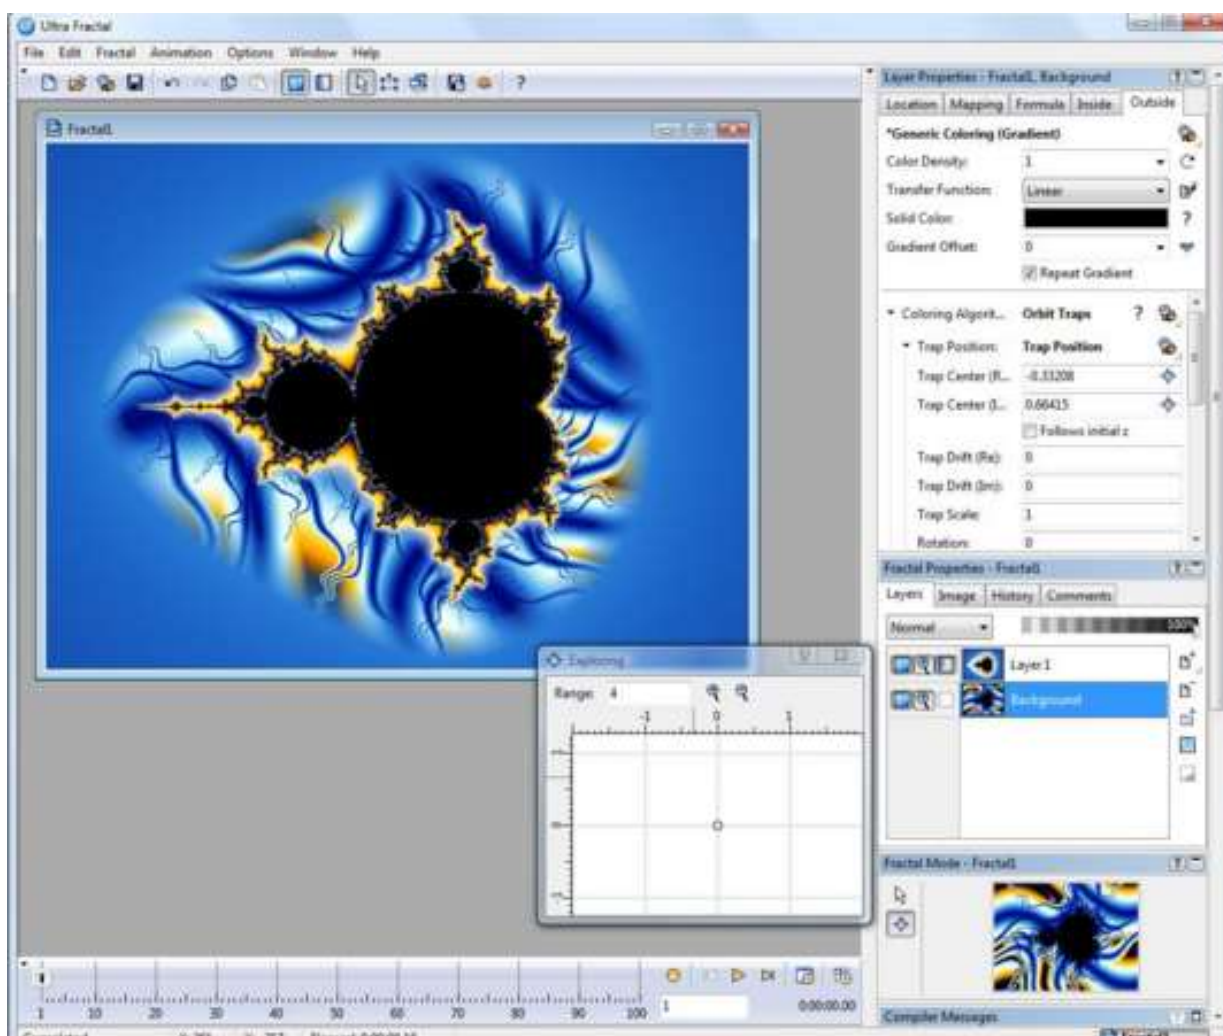 Ultra Fractal
File Edit Fractal Animation Options Window Help
Fractal1
Layer Properties - Fractal1, Background
Location Mapping Formula Inside Outside
*Generic Coloring (Gradient)
Color Density: 1
Transfer Function: Linear
Solid Color: ?
Gradient Offset: 0
Repeat Gradient
Coloring Algorit... Orbit Traps ?
Trap Position: Trap Position
Trap Center (R... -0.33208
Trap Center (I... 0.66415
Follows initial z
Trap Drift (Re): 0
Trap Drift (Im): 0
Trap Scale: 1
Rotation: 0
Fractal Properties - Fractal1
Layers Image History Comments
Normal 100%
Layer 1
Background
Exploring
Range: 4
-1 0 1
Fractal Mode - Fractal1
1 10 20 30 40 50 60 70 80 90 100
1 0:00:00.00
Compiler Messages